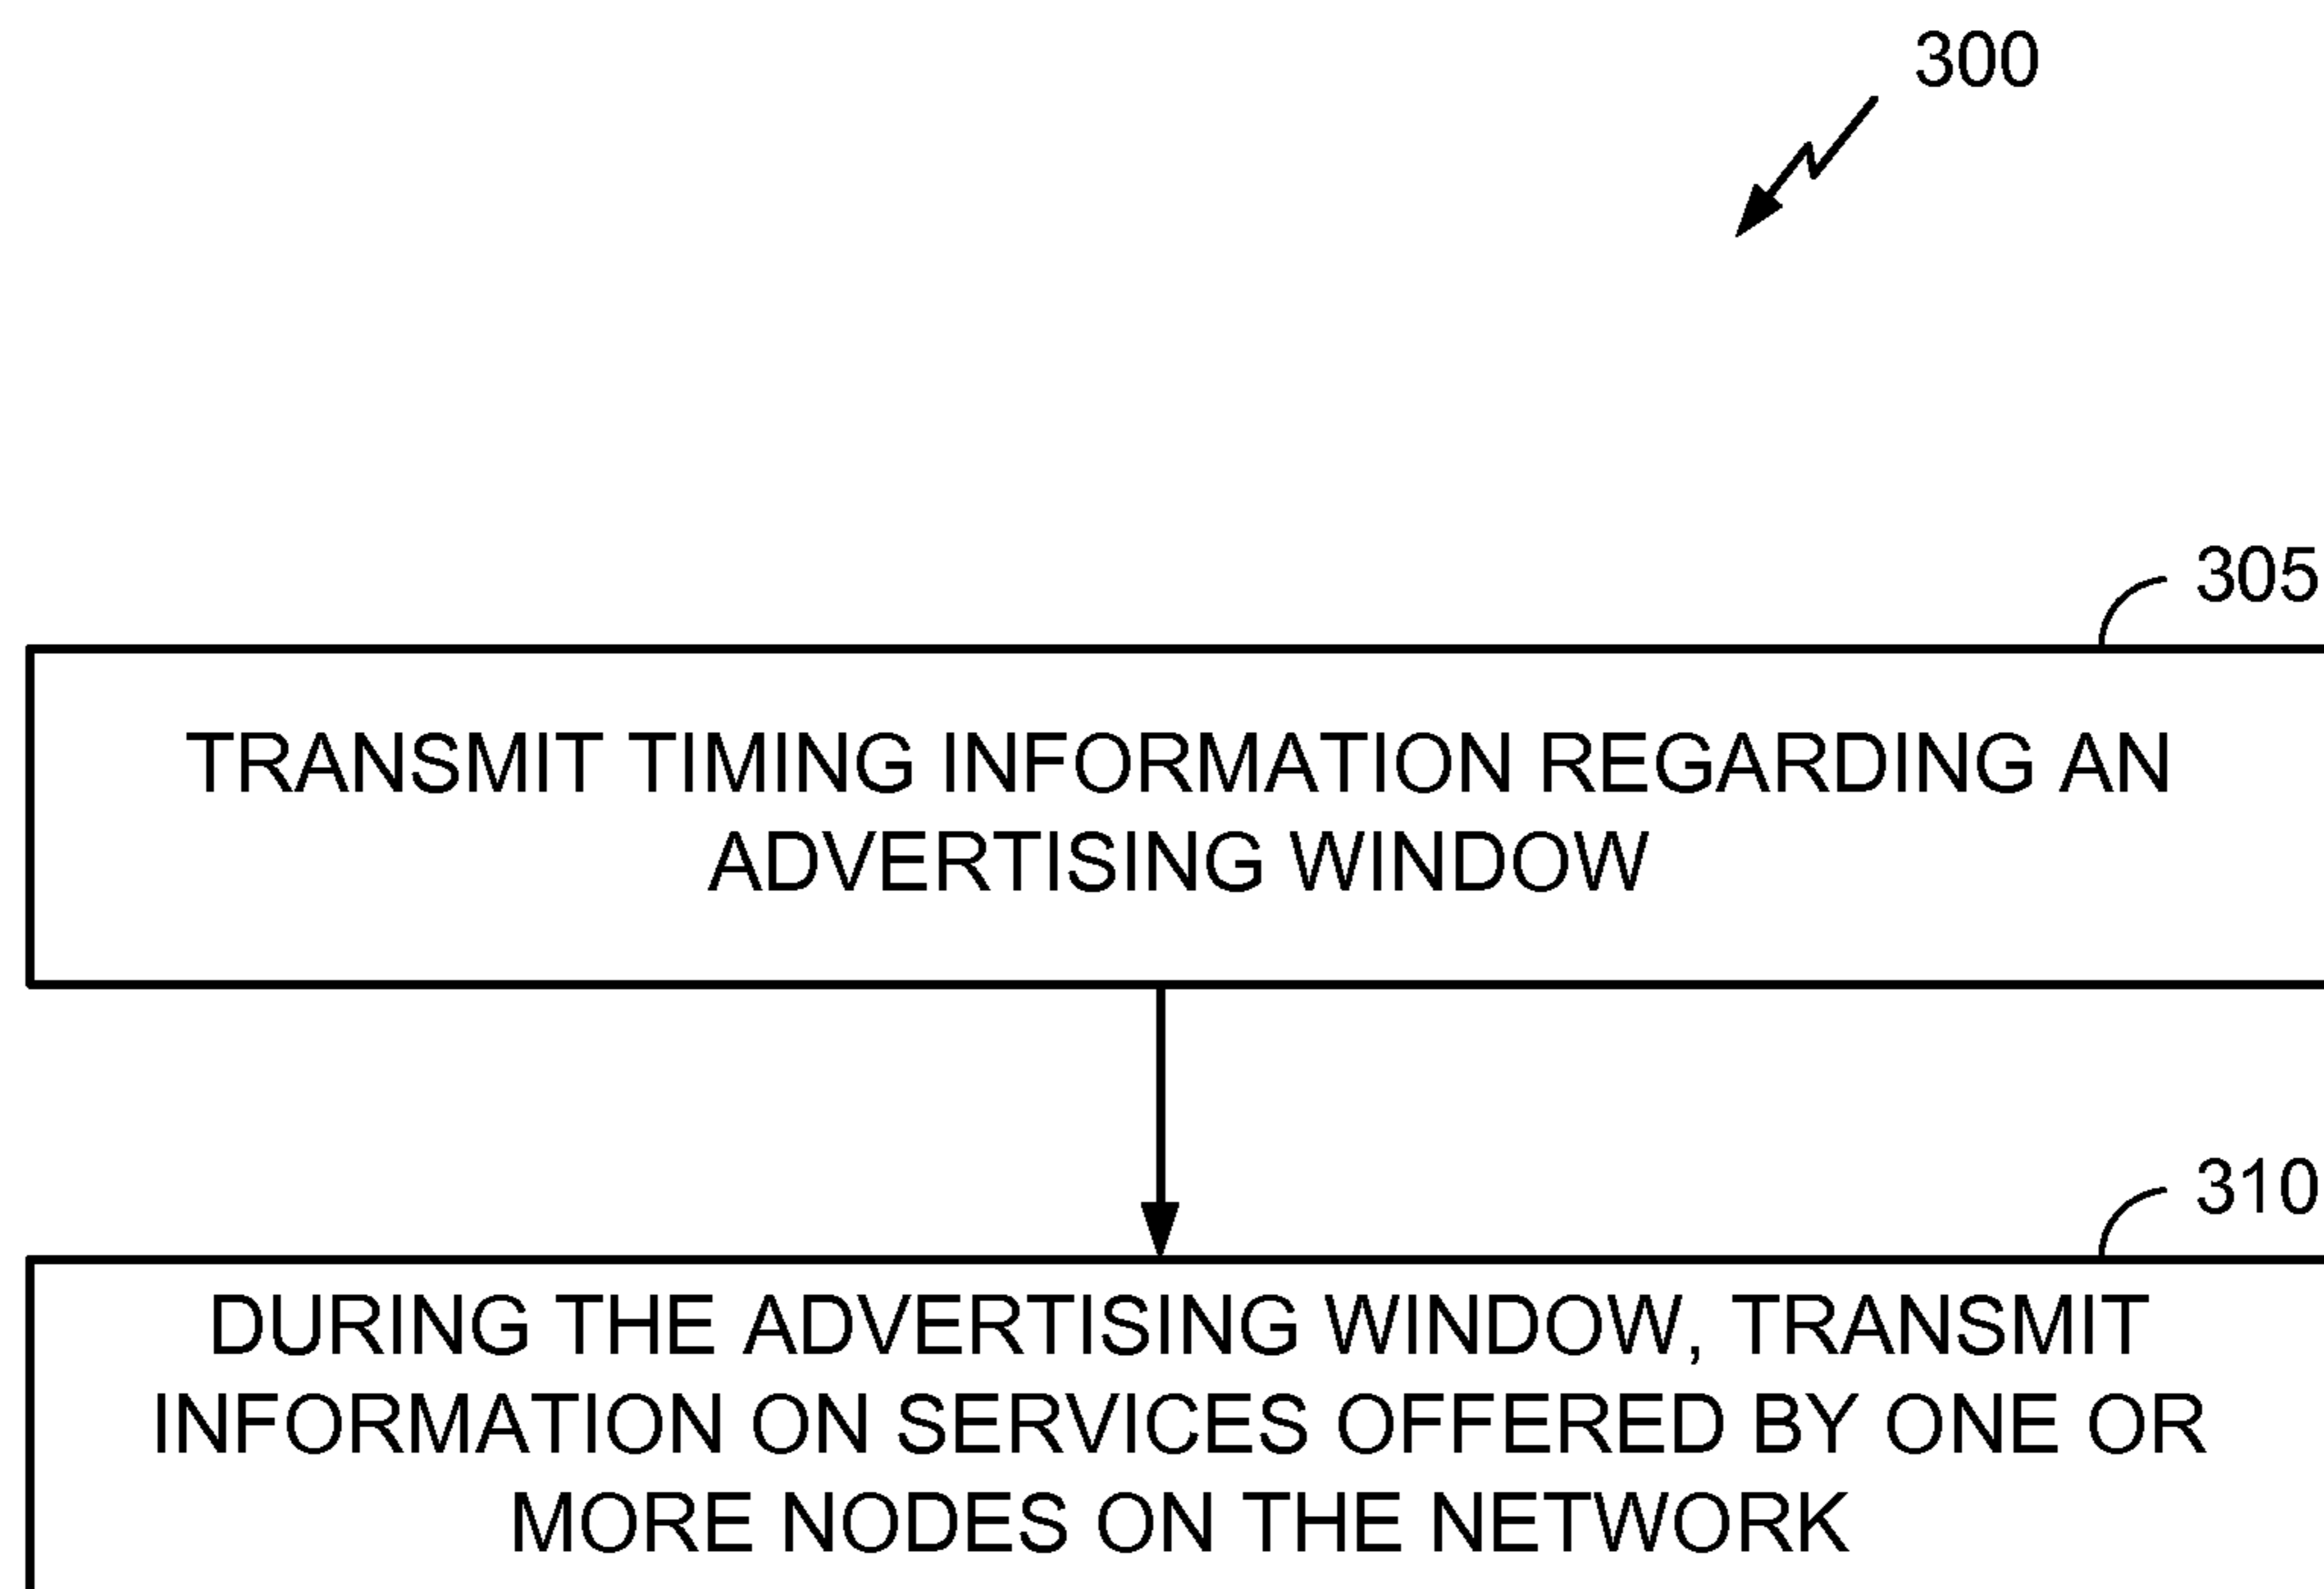 300
305
TRANSMIT TIMING INFORMATION REGARDING AN
ADVERTISING WINDOW
310
DURING THE ADVERTISING WINDOW, TRANSMIT
INFORMATION ON SERVICES OFFERED BY ONE OR
MORE NODES ON THE NETWORK